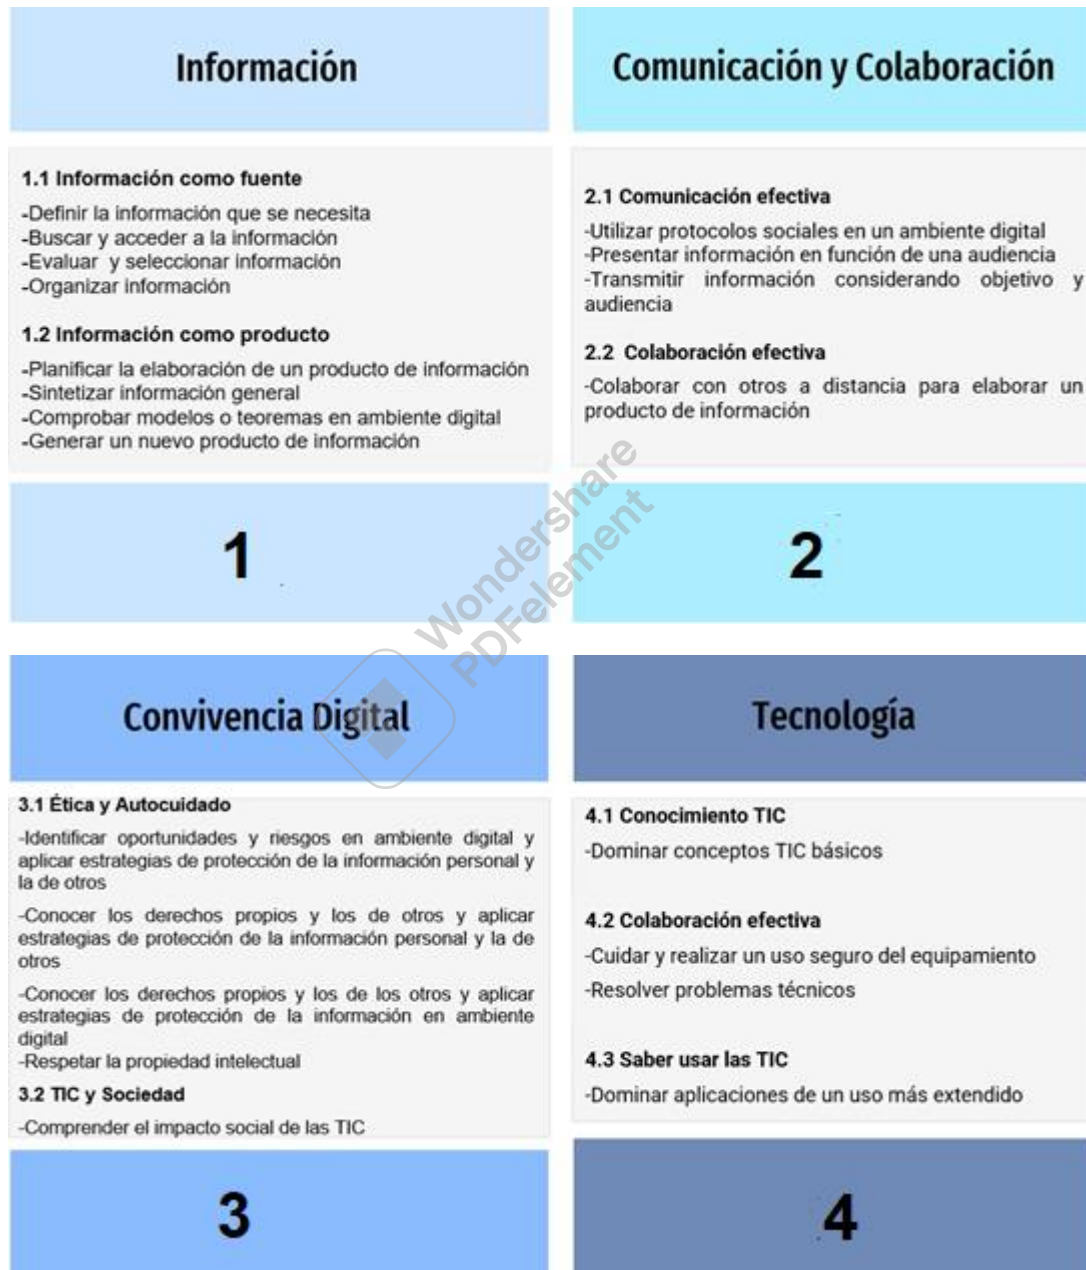 Información
1.1 Información como fuente
-Definir la información que se necesita
-Buscar y acceder a la información
-Evaluar y seleccionar información
-Organizar información
1.2 Información como producto
-Planificar la elaboración de un producto de información
-Sintetizar información general
-Comprobar modelos o teoremas en ambiente digital
-Generar un nuevo producto de información
1
Comunicación y Colaboración
2.1 Comunicación efectiva
-Utilizar protocolos sociales en un ambiente digital
-Presentar información en función de una audiencia
-Transmitir información considerando objetivo y
audiencia
2.2 Colaboración efectiva
-Colaborar con otros a distancia para elaborar un
producto de información
2
Wondershare
PDFelement
Convivencia Digital
3.1 Ética y Autocuidado
-Identificar oportunidades y riesgos en ambiente digital y
aplicar estrategias de protección de la información personal y
la de otros
-Conocer los derechos propios y los de otros y aplicar
estrategias de protección de la información personal y la de
otros
-Conocer los derechos propios y los de los otros y aplicar
estrategias de protección de la información en ambiente
digital
-Respetar la propiedad intelectual
3.2 TIC y Sociedad
-Comprender el impacto social de las TIC
3
Tecnología
4.1 Conocimiento TIC
-Dominar conceptos TIC básicos
4.2 Colaboración efectiva
-Cuidar y realizar un uso seguro del equipamiento
-Resolver problemas técnicos
4.3 Saber usar las TIC
-Dominar aplicaciones de un uso más extendido
4